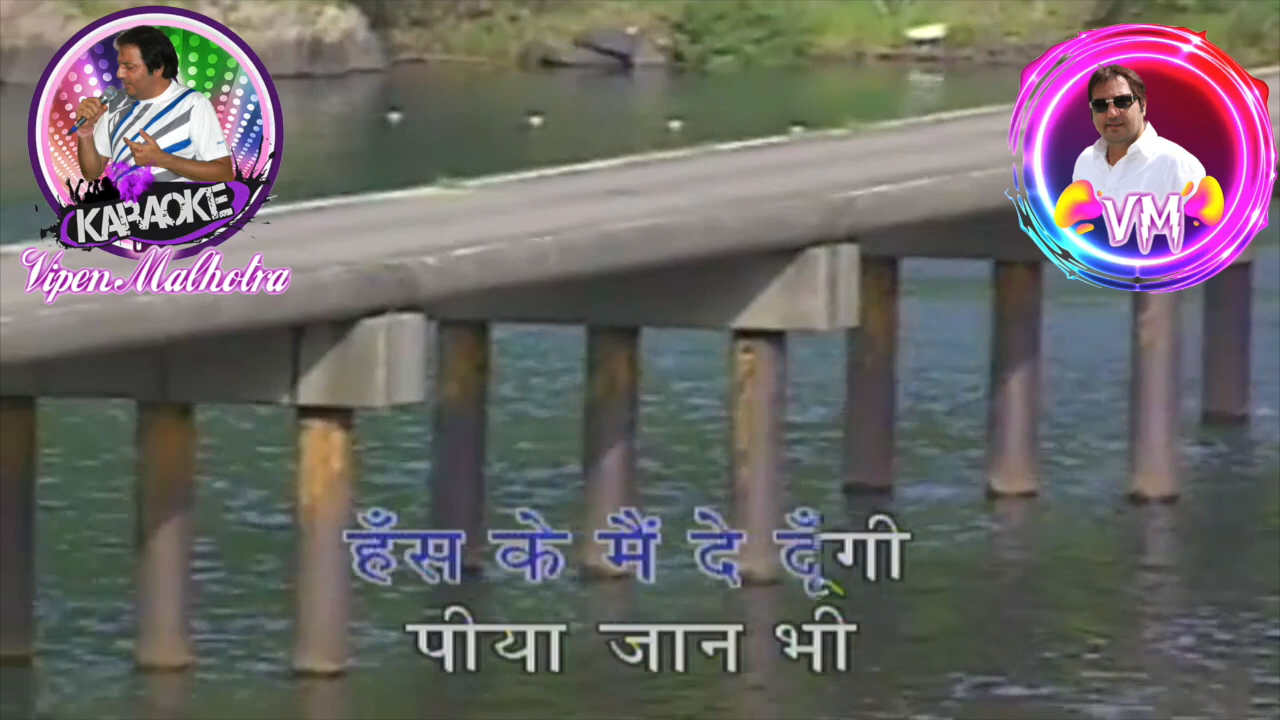 KARAOKE
Vipen Malhotra
VM
हँस के मैं दे दूँगी
पीया जान भी